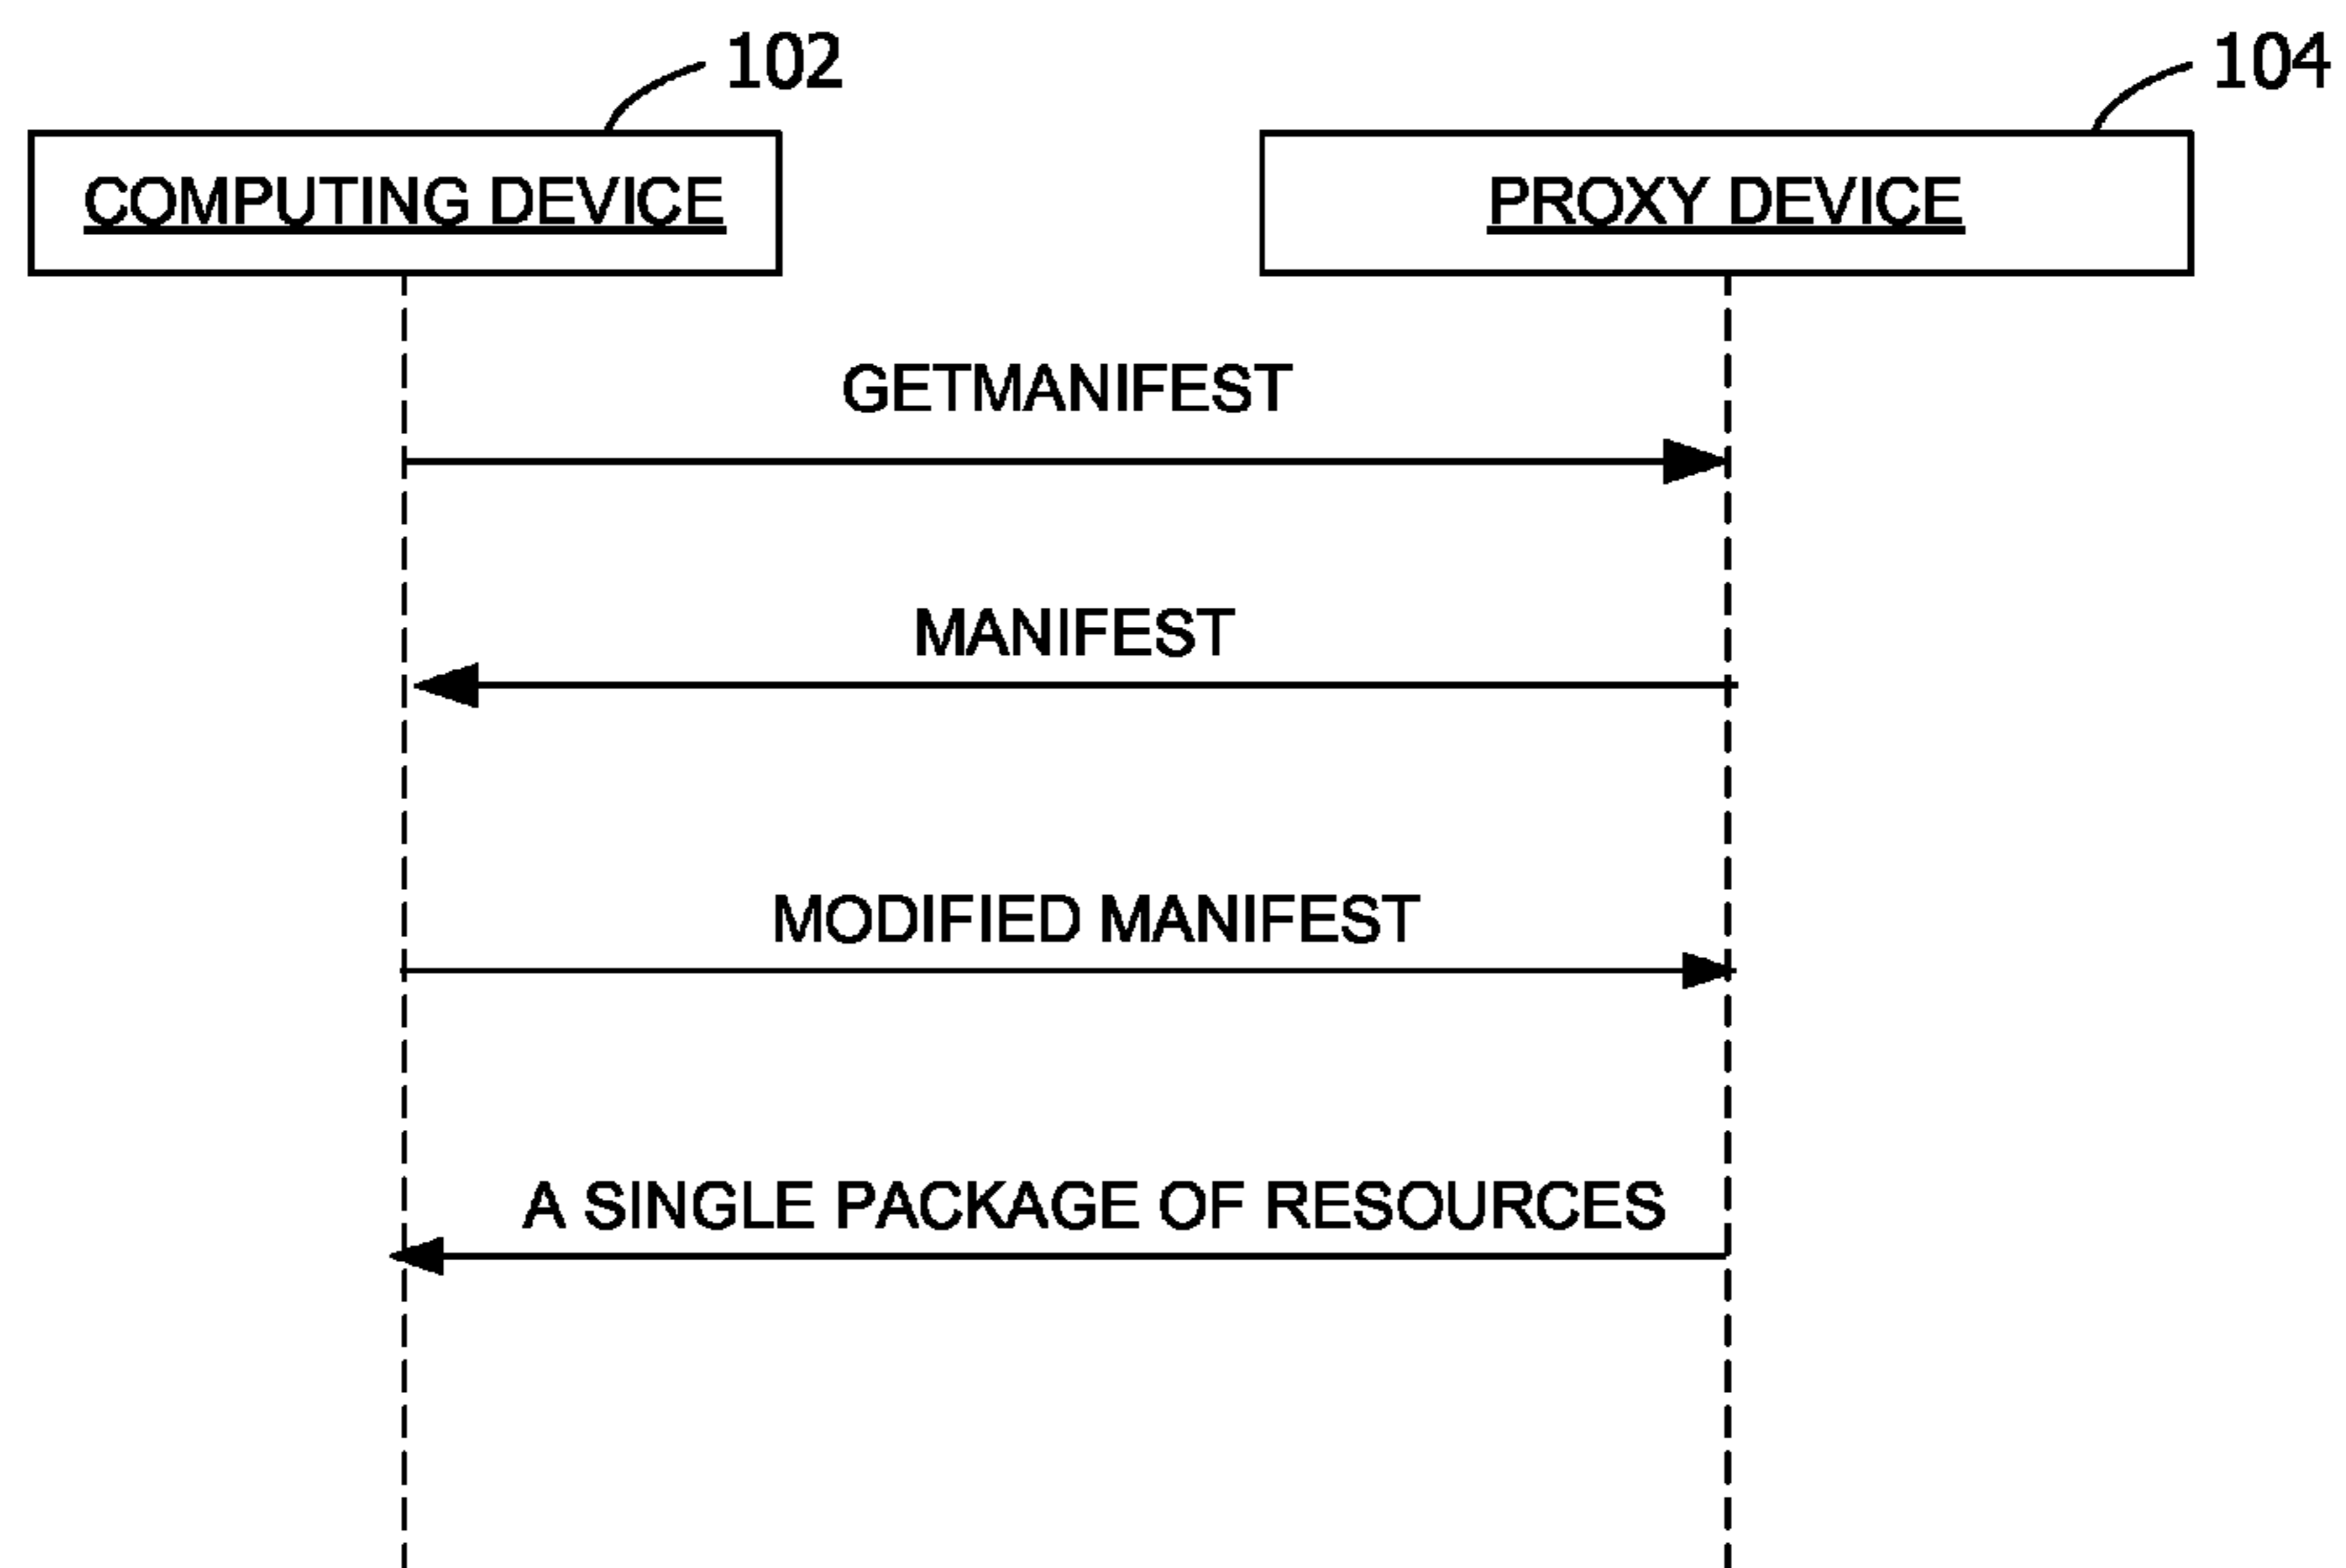 102
104
COMPUTING DEVICE
PROXY DEVICE
GETMANIFEST
MANIFEST
MODIFIED MANIFEST
A SINGLE PACKAGE OF RESOURCES